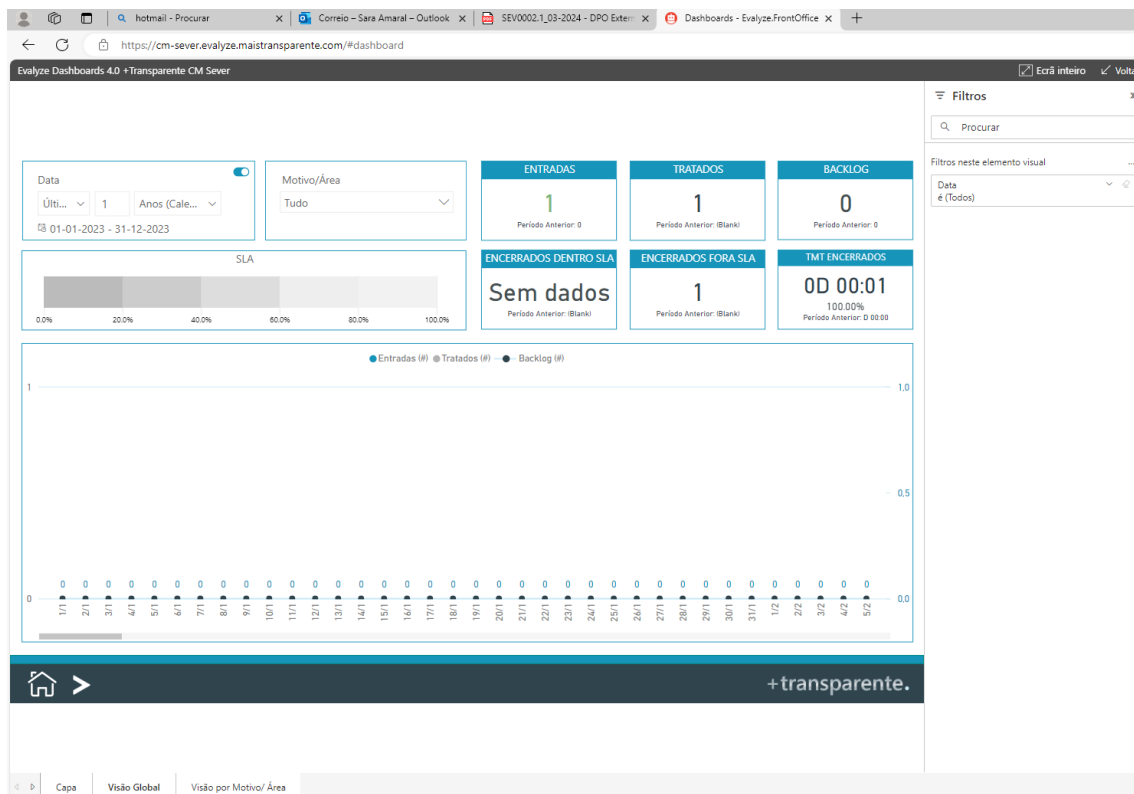 hotmail - Procurar
Correio – Sara Amaral – Outlook
SEV0002.1_03-2024 - DPO Extern
Dashboards - Evalyze.FrontOffice
https://cm-sever.evalyze.maistransparente.com/#dashboard
Evalyze Dashboards 4.0 +Transparente CM Sever
Ecrã inteiro
Volta
Filtros
Procurar
Filtros neste elemento visual
...
Data
é (Todos)
Data
Últi...
1
Anos (Cale...
01-01-2023 - 31-12-2023
Motivo/Área
Tudo
ENTRADAS
1
Período Anterior: 0
TRATADOS
1
Período Anterior: (Blank)
BACKLOG
0
Período Anterior: 0
SLA
0.0% 20.0% 40.0% 60.0% 80.0% 100.0%
ENCERRADOS DENTRO SLA
Sem dados
Período Anterior: (Blank)
ENCERRADOS FORA SLA
1
Período Anterior: (Blank)
TMT ENCERRADOS
0D 00:01
100.00%
Período Anterior: D 00:00
Entradas (#) Tratados (#) Backlog (#)
1 1,0
0,5
0 0 0 0 0 0 0 0 0 0 0 0 0 0 0 0 0 0 0 0 0 0 0 0 0 0 0 0 0 0 0 0 0 0 0 0
0 0,0
1/1 2/1 3/1 4/1 5/1 6/1 7/1 8/1 9/1 10/1 11/1 12/1 13/1 14/1 15/1 16/1 17/1 18/1 19/1 20/1 21/1 22/1 23/1 24/1 25/1 26/1 27/1 28/1 29/1 30/1 31/1 1/2 2/2 3/2 4/2 5/2
+transparente.
Capa
Visão Global
Visão por Motivo/ Área